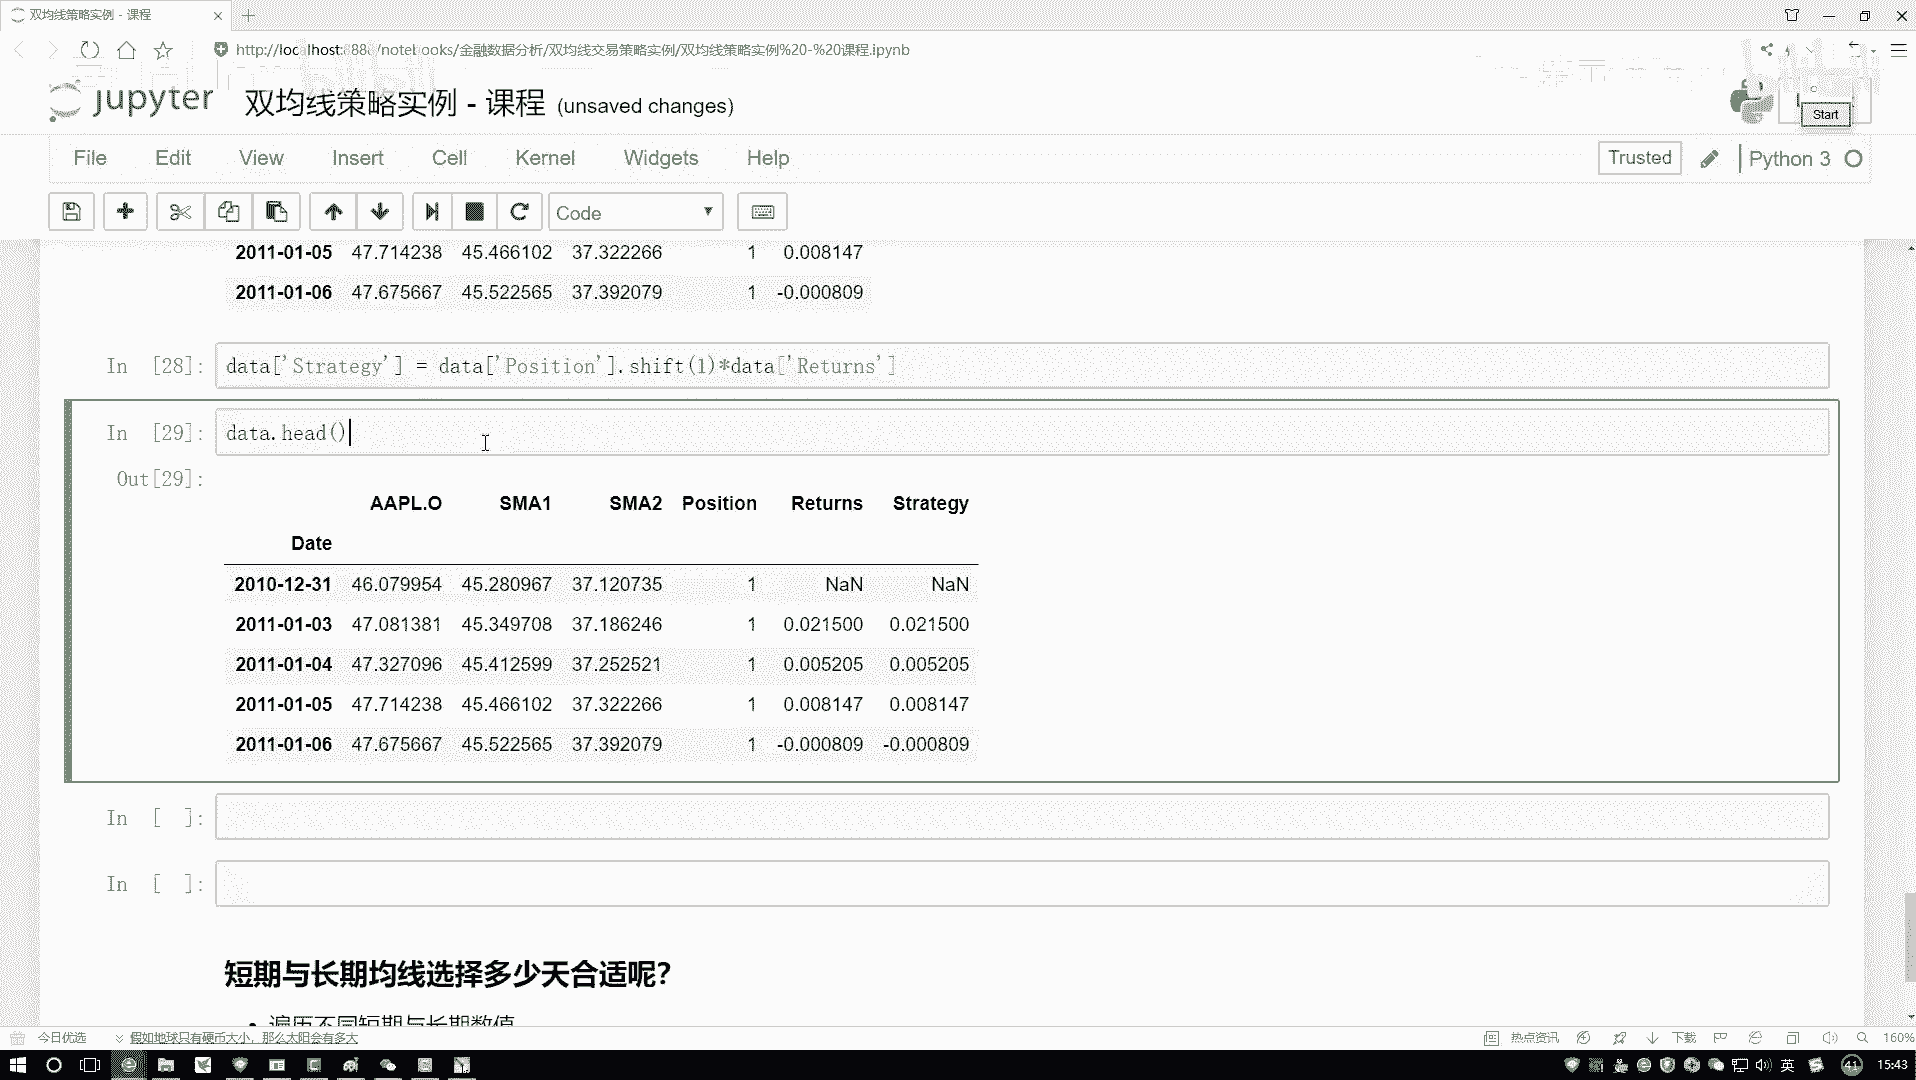 双均线策略实例 - 课程
http://localhost:888/notebooks/金融数据分析/双均线交易策略实例/双均线策略实例%20-%20课程.ipynb
jupyter 双均线策略实例 - 课程 (unsaved changes)
Start
File Edit View Insert Cell Kernel Widgets Help
Trusted Python 3
Code
2011-01-05 47.714238 45.466102 37.322266 1 0.008147
2011-01-06 47.675667 45.522565 37.392079 1 -0.000809
In [28]: data['Strategy'] = data['Position'].shift(1)*data['Returns']
In [29]: data.head()
Out[29]:
AAPL.O SMA1 SMA2 Position Returns Strategy
Date
2010-12-31 46.079954 45.280967 37.120735 1 NaN NaN
2011-01-03 47.081381 45.349708 37.186246 1 0.021500 0.021500
2011-01-04 47.327096 45.412599 37.252521 1 0.005205 0.005205
2011-01-05 47.714238 45.466102 37.322266 1 0.008147 0.008147
2011-01-06 47.675667 45.522565 37.392079 1 -0.000809 -0.000809
In [ ]:
In [ ]:
短期与长期均线选择多少天合适呢?
• 遍历不同短期与长期数值
今日优选 假如地球只有硬币大小，那么太阳会有多大
热点资讯 下载 160%
英 41 15:43